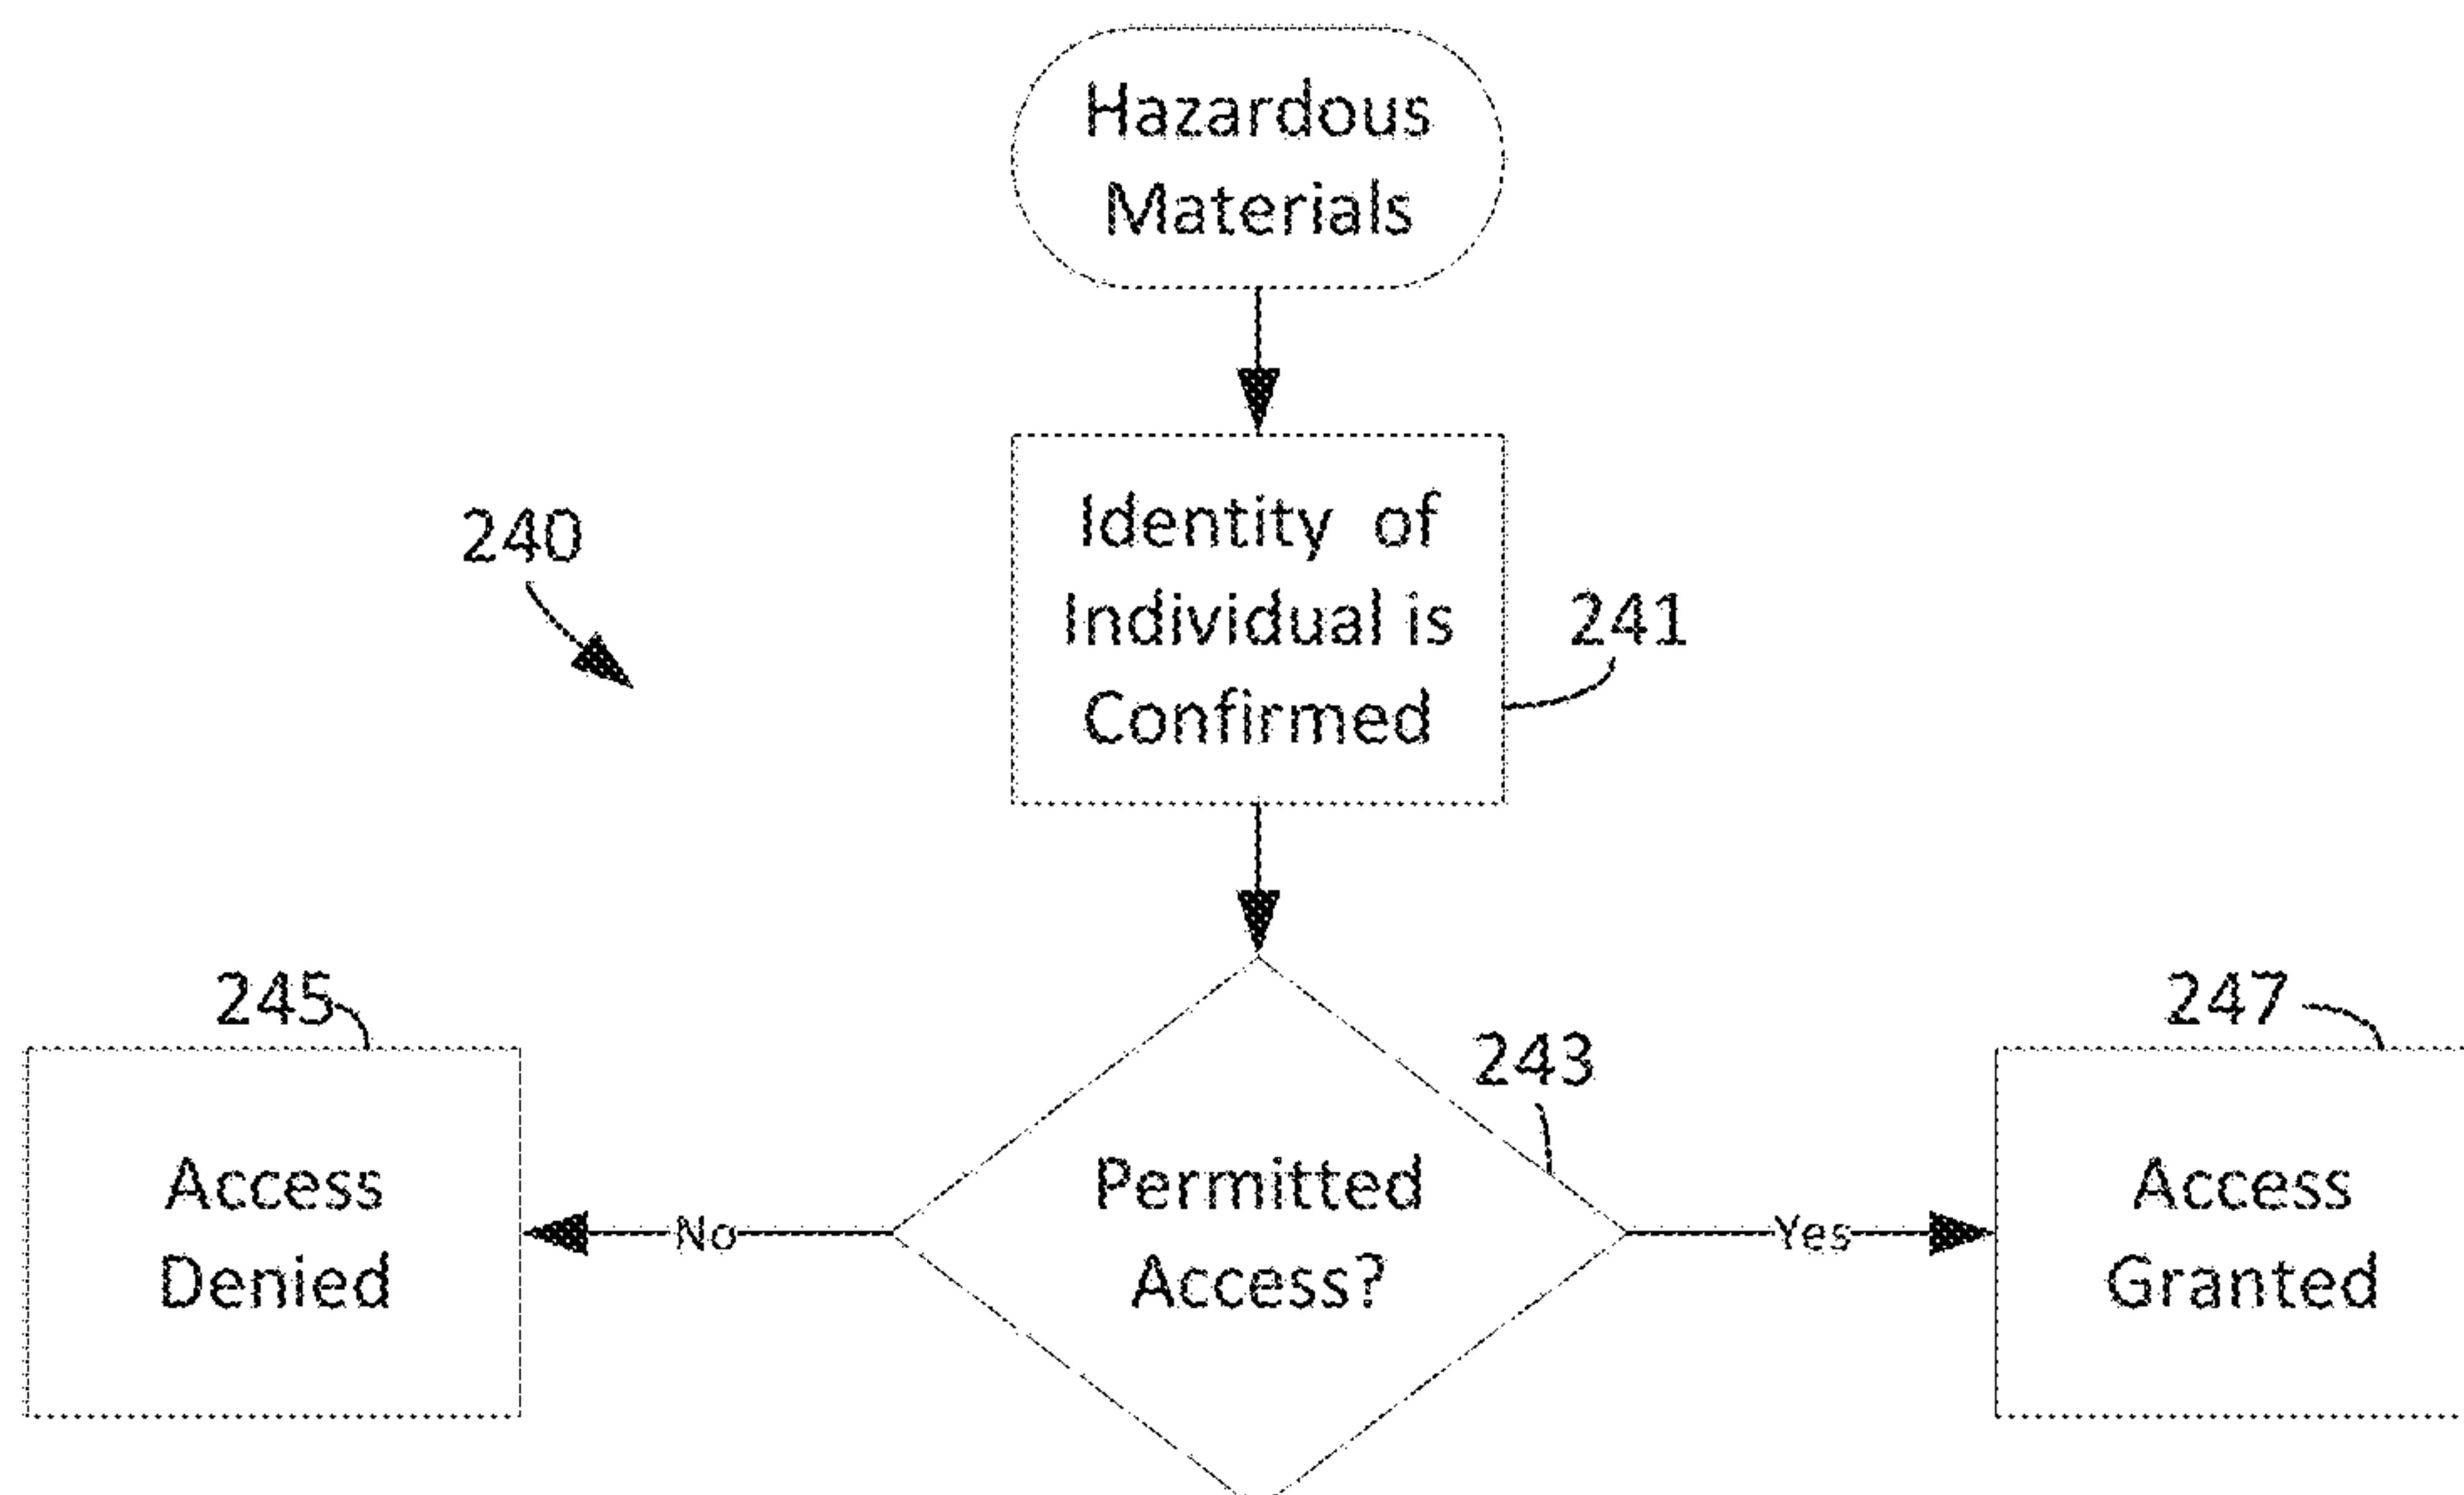 Hazardous
Materials
240
Identity of
Individual is
Confirmed
241
245
243
247
Access
Denied
No
Permitted
Access?
Yes
Access
Granted